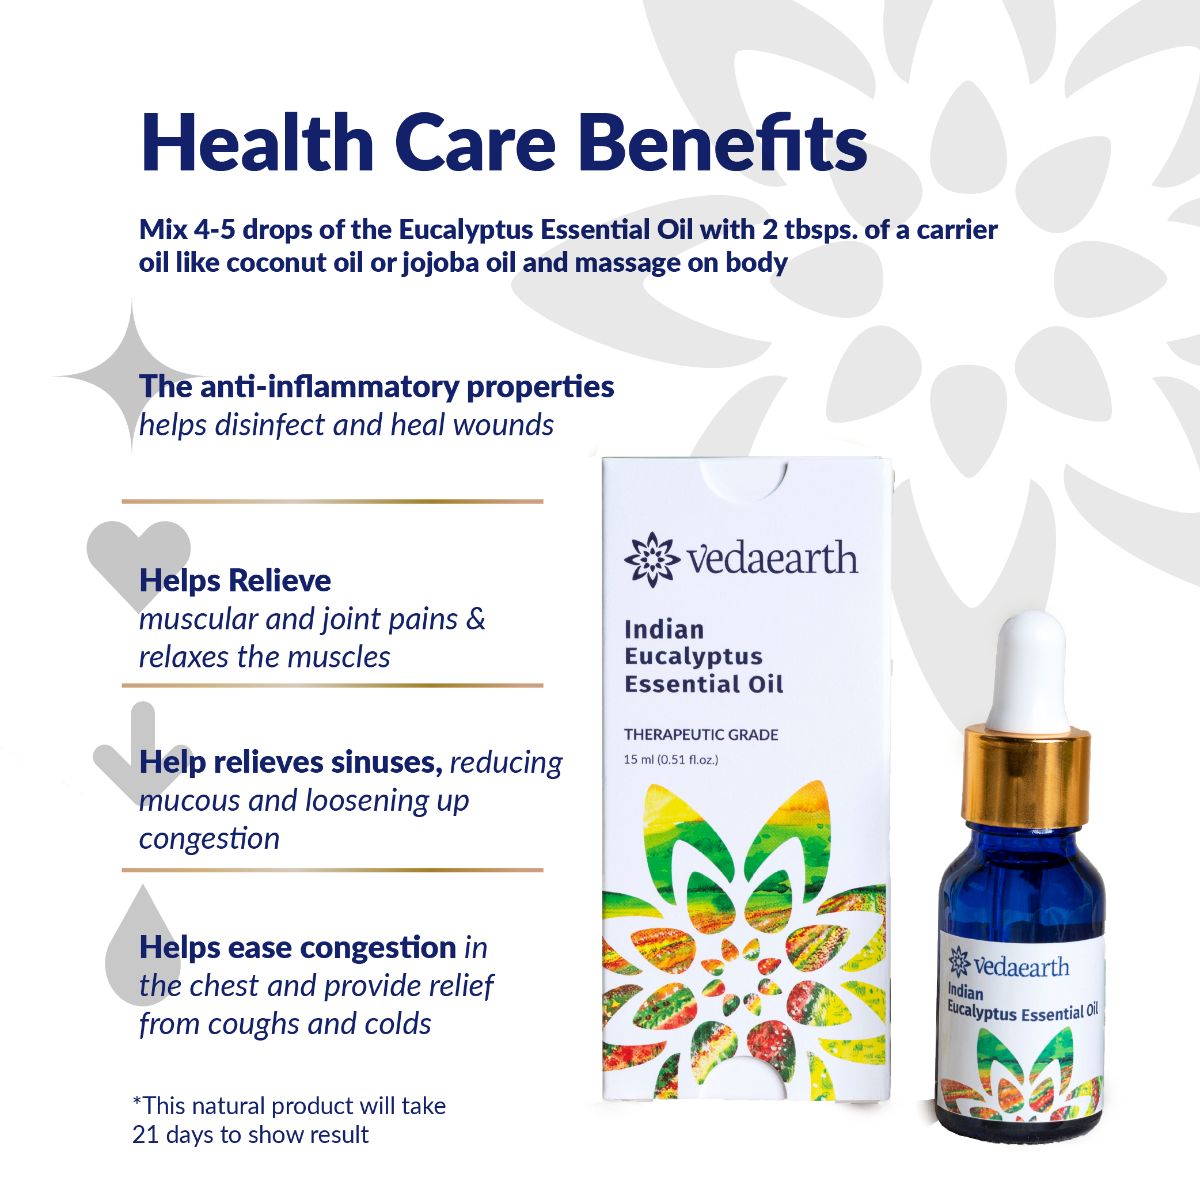 Health Care Benefits
Mix 4-5 drops of the Eucalyptus Essential Oil with 2 tbsps. of a carrier
oil like coconut oil or jojoba oil and massage on body
The anti-inflammatory properties
helps disinfect and heal wounds
Helps Relieve
muscular and joint pains &
relaxes the muscles
Help relieves sinuses, reducing
mucous and loosening up
congestion
Helps ease congestion in
the chest and provide relief
from coughs and colds
*This natural product will take
21 days to show result
vedaearth
Indian
Eucalyptus
Essential Oil
THERAPEUTIC GRADE
15 ml (0.51 fl.oz.)
vedaearth
Indian
Eucalyptus Essential Oil